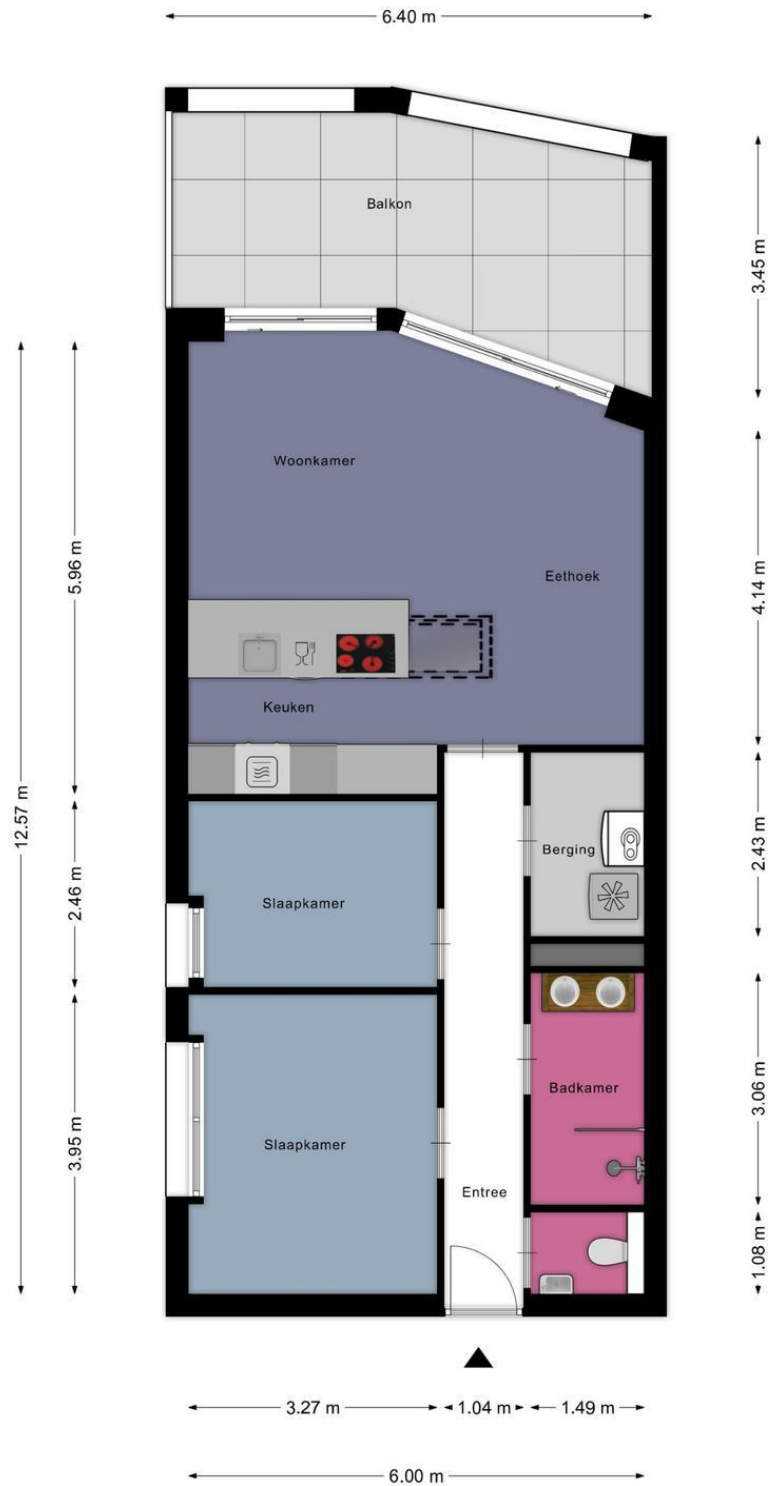 6.40 m
Balkon
3.45 m
Woonkamer
5.96 m
Eethoek
4.14 m
Keuken
12.57 m
2.43 m
Berging
2.46 m
Slaapkamer
Badkamer
3.06 m
3.95 m
Slaapkamer
Entree
1.08 m
3.27 m
1.04 m
1.49 m
6.00 m